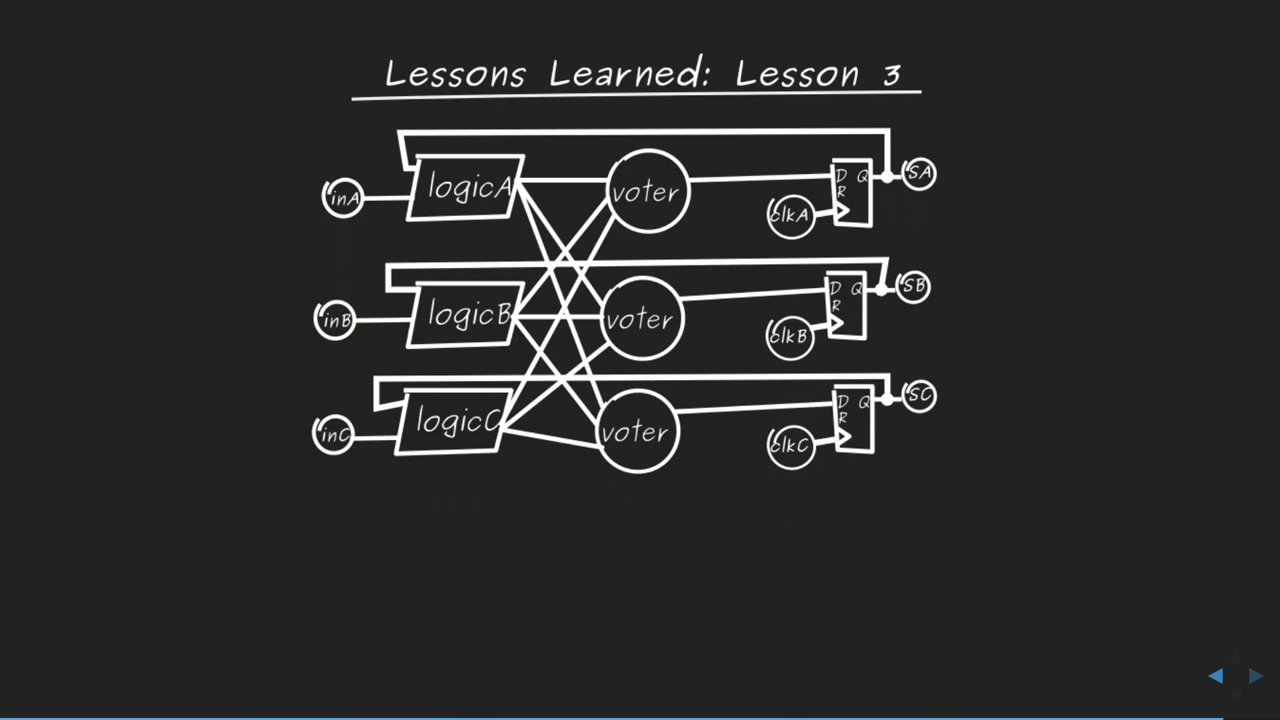 Lessons Learned: Lesson 3
inA logicA voter clkA D Q R SA
inB logicB voter clkB D Q R SB
inC logicC voter clkC D Q R SC